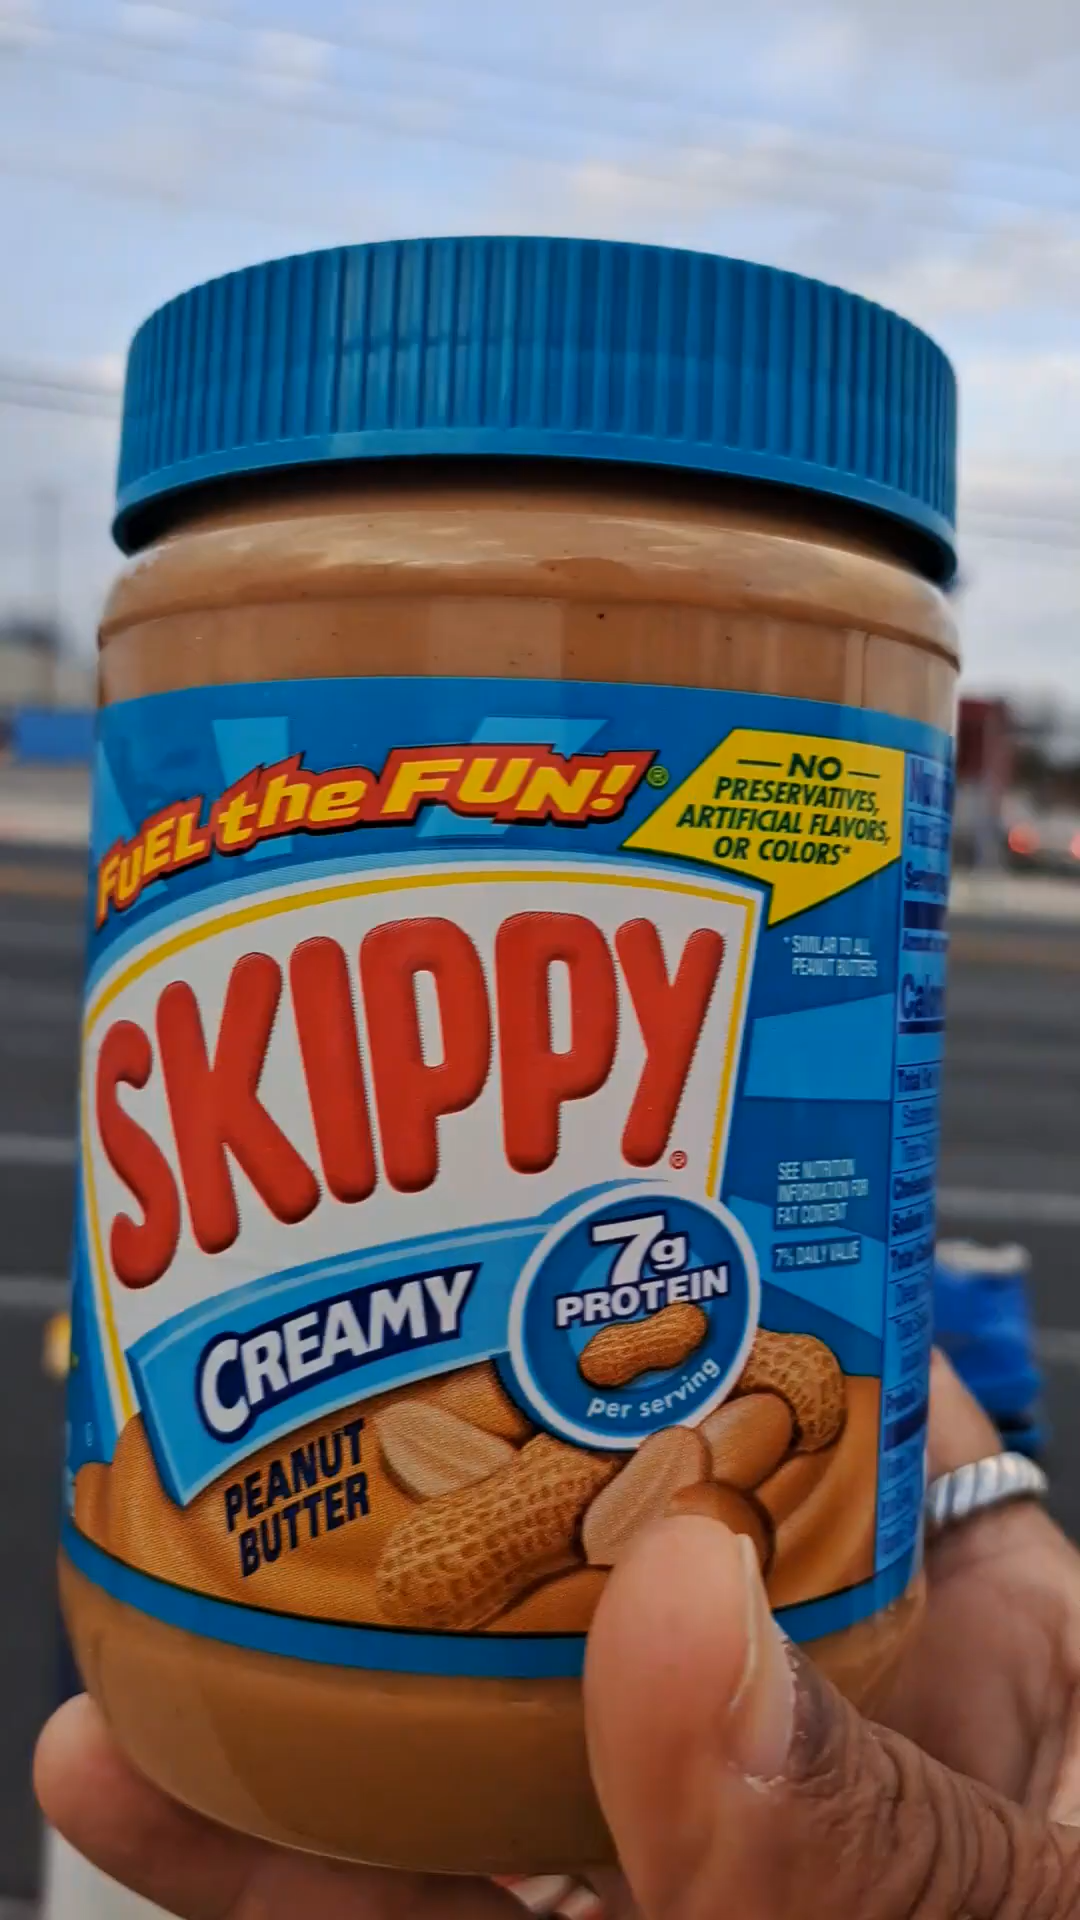 FUEL the FUN!®
NO
PRESERVATIVES,
ARTIFICIAL FLAVORS,
OR COLORS*
* SIMILAR TO ALL
PEANUT BUTTERS
SKIPPY®
SEE NUTRITION
INFORMATION FOR
FAT CONTENT
7% DAILY VALUE
7g
PROTEIN
per serving
CREAMY
PEANUT
BUTTER